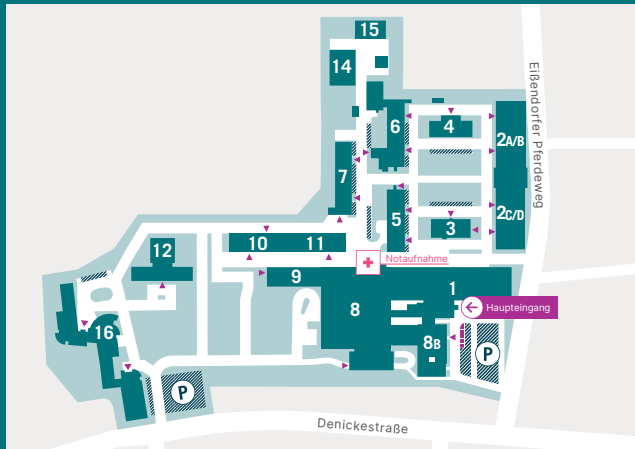 15
14
6
4
2A/B
Eißendorfer Pferdeweg
7
5
3
2C/D
10
11
12
Notaufnahme
9
1
8
Haupteingang
16
8B
P
P
Denickestraße